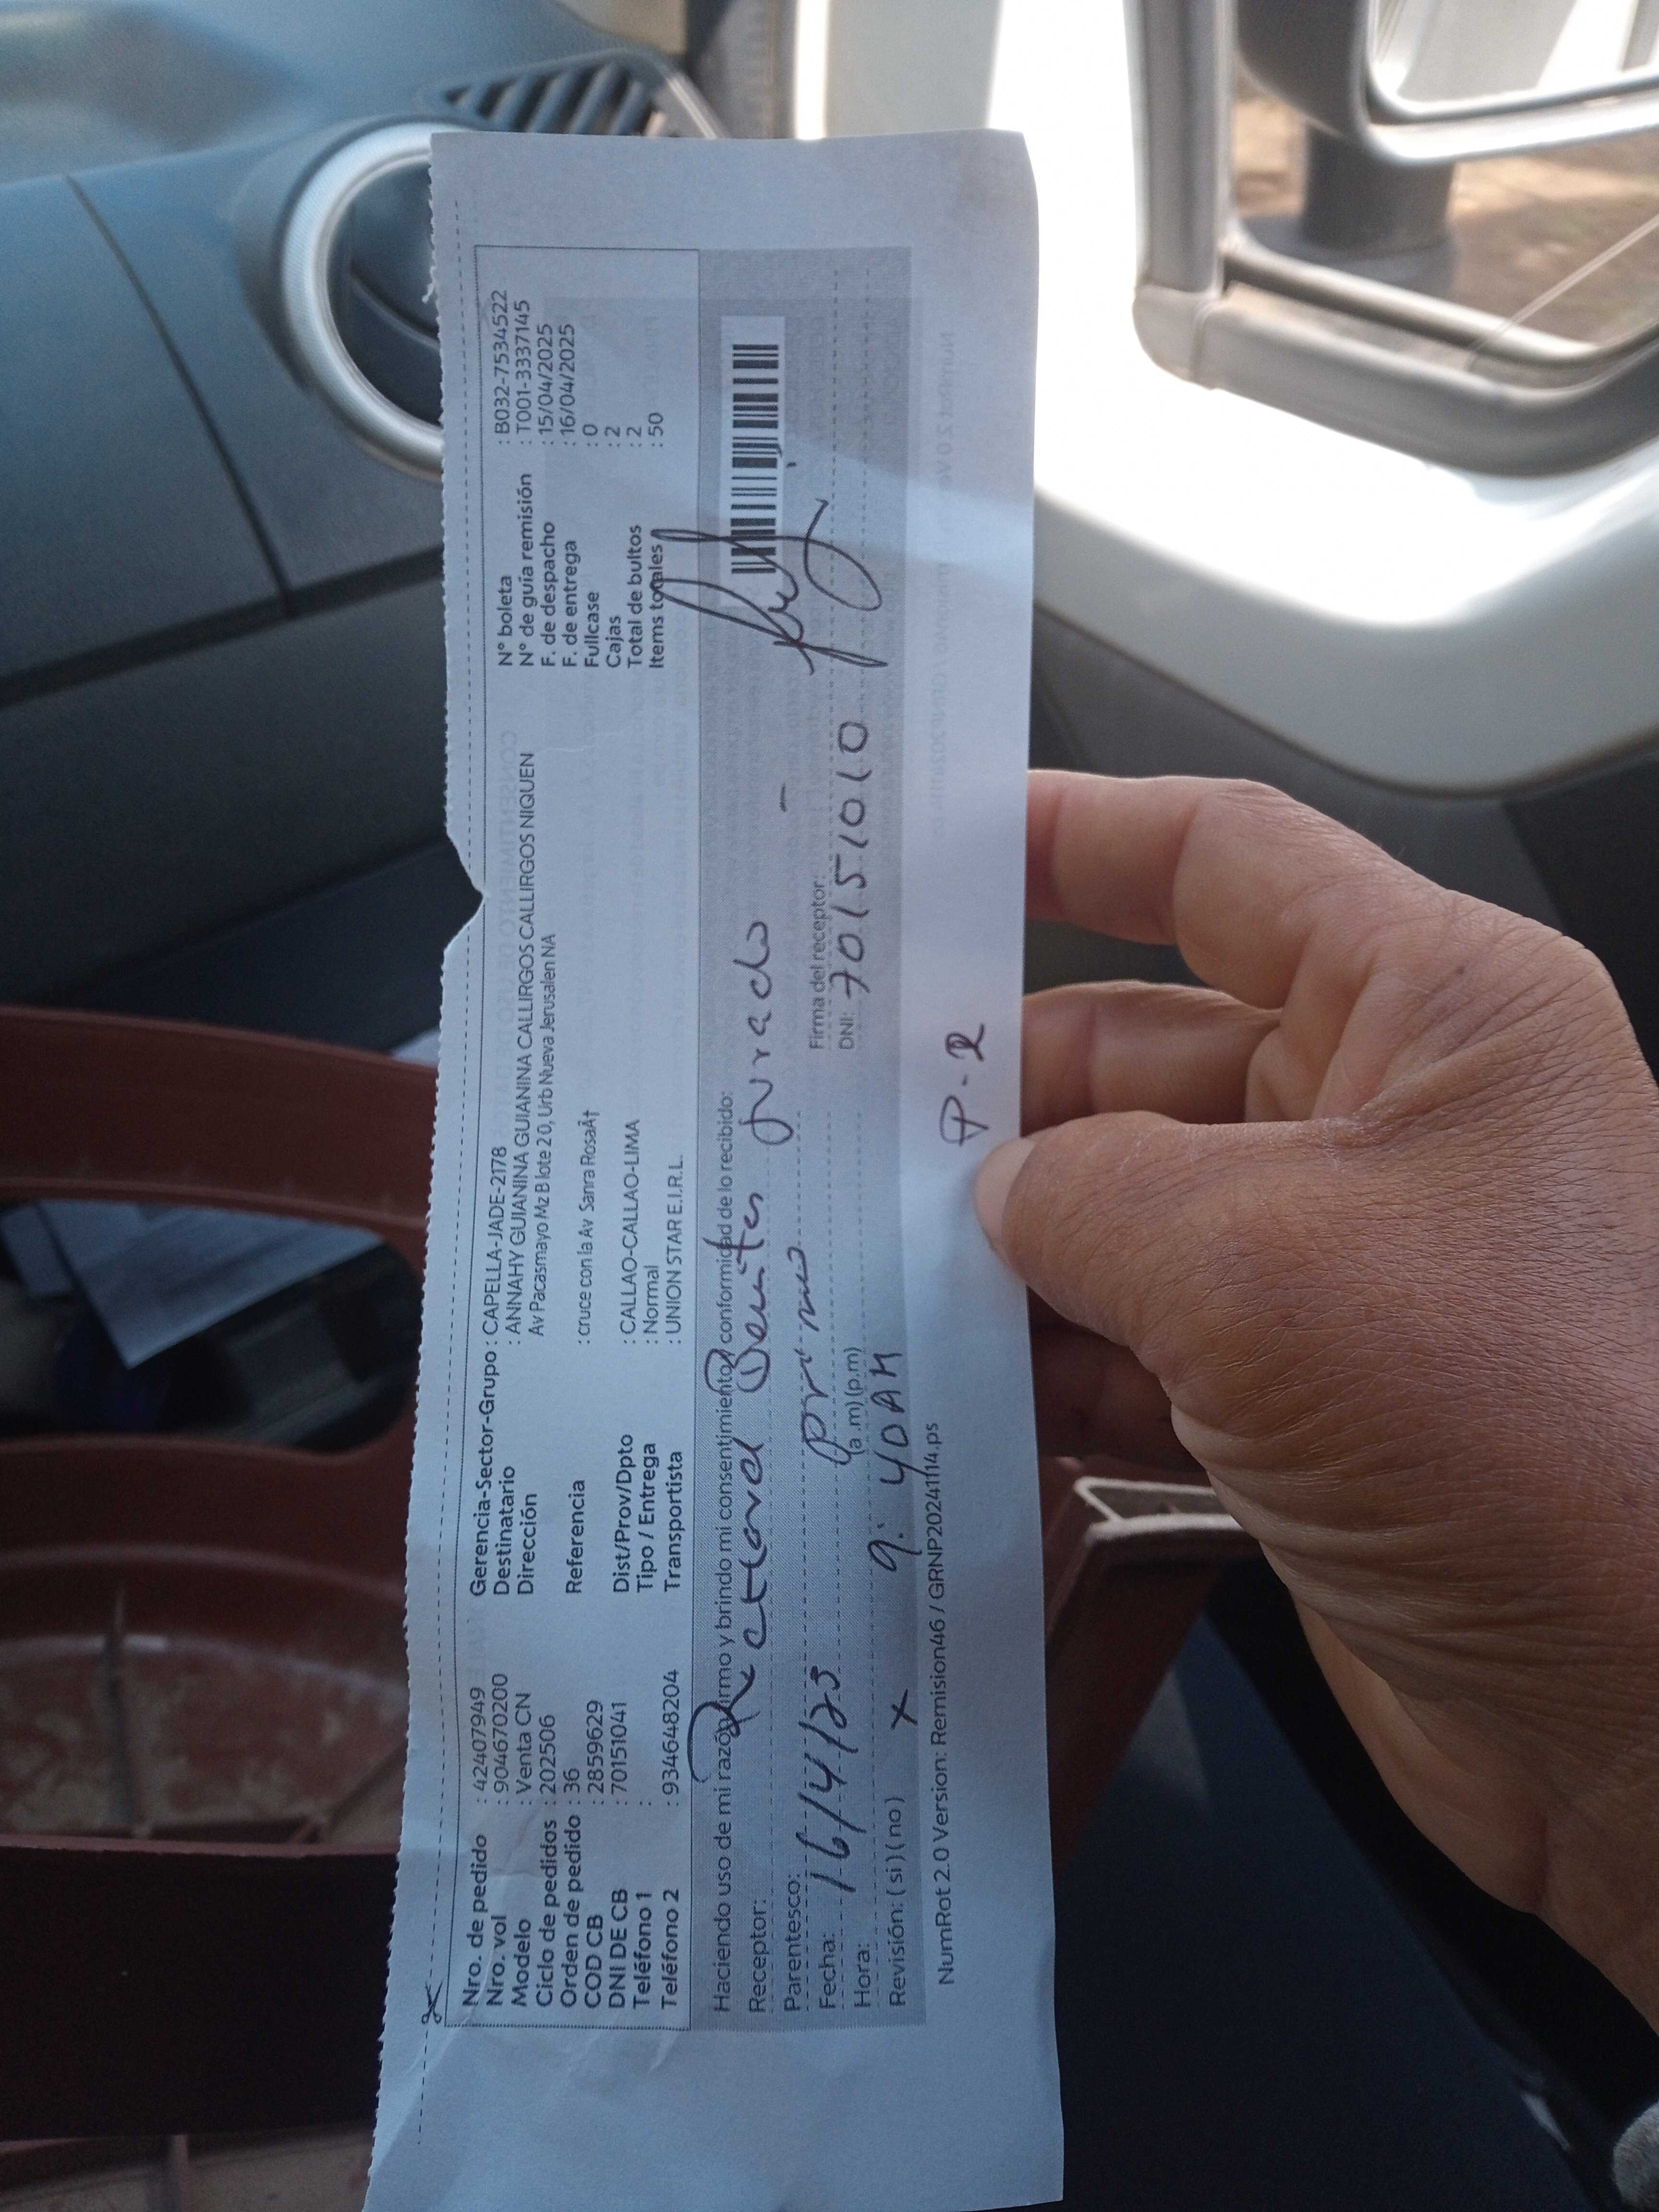 Nro. de pedido : 42407949
Nro. vol : 904670200
Modelo : Venta CN
Ciclo de pedidos : 202506
Orden de pedido : 36
COD CB : 2859629
DNI DE CB : 70151041
Teléfono 1 :
Teléfono 2 : 934648204
Gerencia-Sector-Grupo : CAPELLA-JADE-2178
Destinatario : ANNAHY GUIANINA GUIANINA CALLIRGOS CALLIRGOS NIQUEN
Dirección Av Pacasmayo Mz B lote 20, Urb Nueva Jerusalen NA
Referencia : cruce con la Av Sanra RosaÃ†
Dist/Prov/Dpto : CALLAO-CALLAO-LIMA
Tipo / Entrega : Normal
Transportista : UNION STAR E.I.R.L.
N° boleta : B032-7534522
N° de guía remisión : T001-3337145
F. de despacho : 15/04/2025
F. de entrega : 16/04/2025
Fullcase : 0
Cajas : 2
Total de bultos : 2
Items totales : 50
Haciendo uso de mi razón firmo y brindo mi consentimiento y conformidad de lo recibido:
Receptor: Benites Jurado
Parentesco: primo
Fecha: 16/4/25 (a.m) (p.m)
Hora: 9:40AM
Revisión: ( si ) ( no ) x
Firma del receptor:
DNI: 70151010
NumRot 2.0 Version: Remision46 / GRNP20241114.ps
P-2